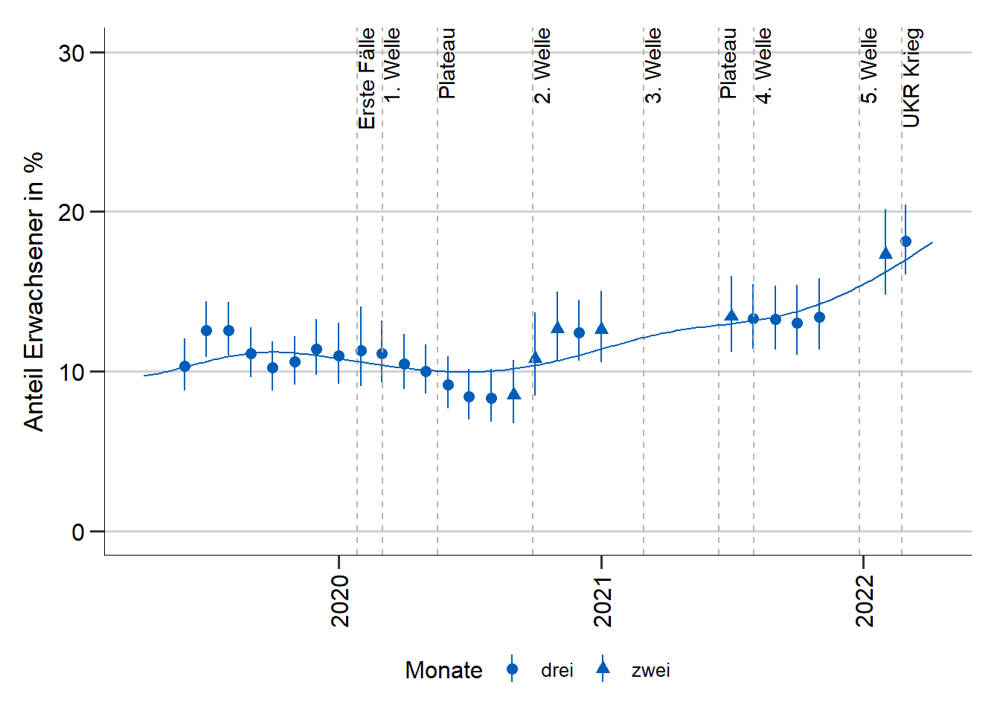 Erste Fälle
1. Welle
Plateau
2. Welle
3. Welle
Plateau
4. Welle
5. Welle
UKR Krieg
Anteil Erwachsener in %
30
20
10
0
2020
2021
2022
Monate drei zwei